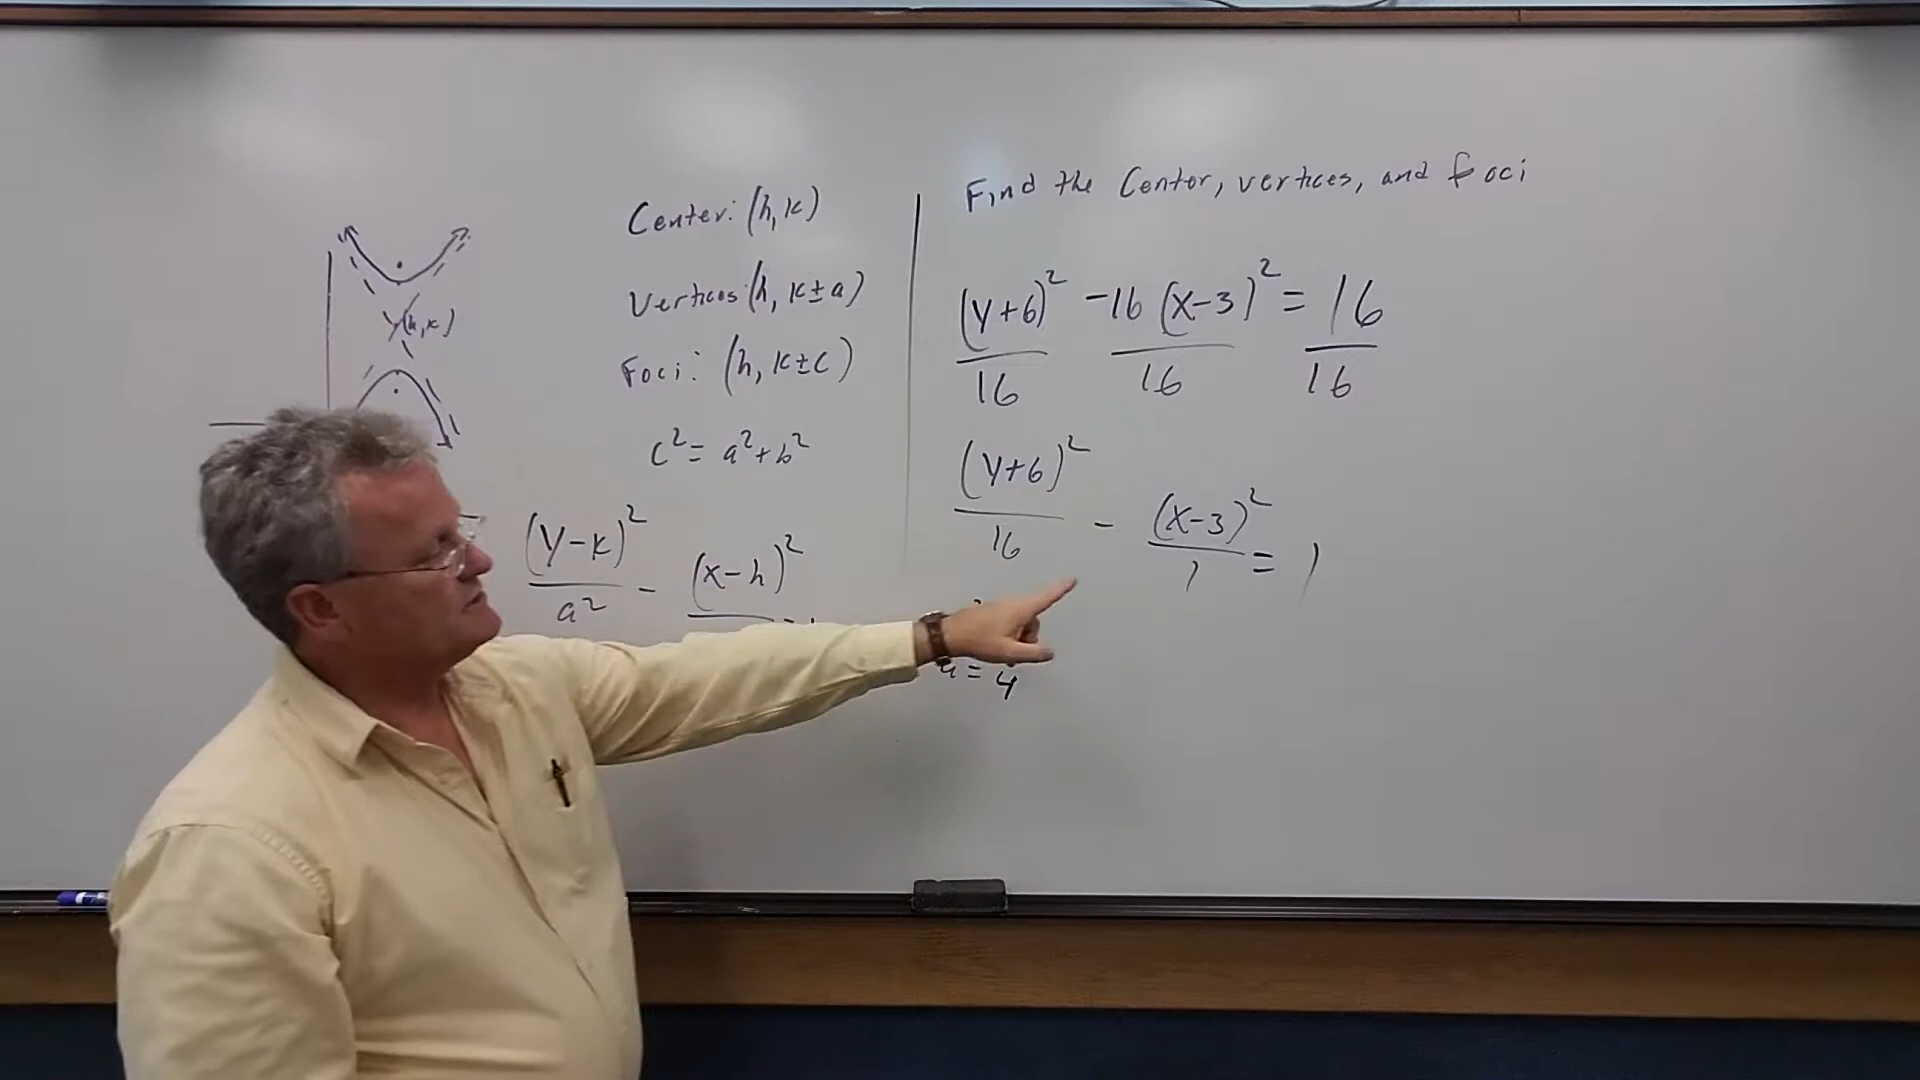 (h,k)
Center: (h,k)
Vertices: (h, k±a)
Foci: (h, k±c)
c²= a²+b²
(y-k)²/a² - (x-h)²
Find the Center, vertices, and foci
(y+6)²/16 -16(x-3)²/16 = 16/16
(y+6)²/16 - (x-3)²/1 = 1
a = 4